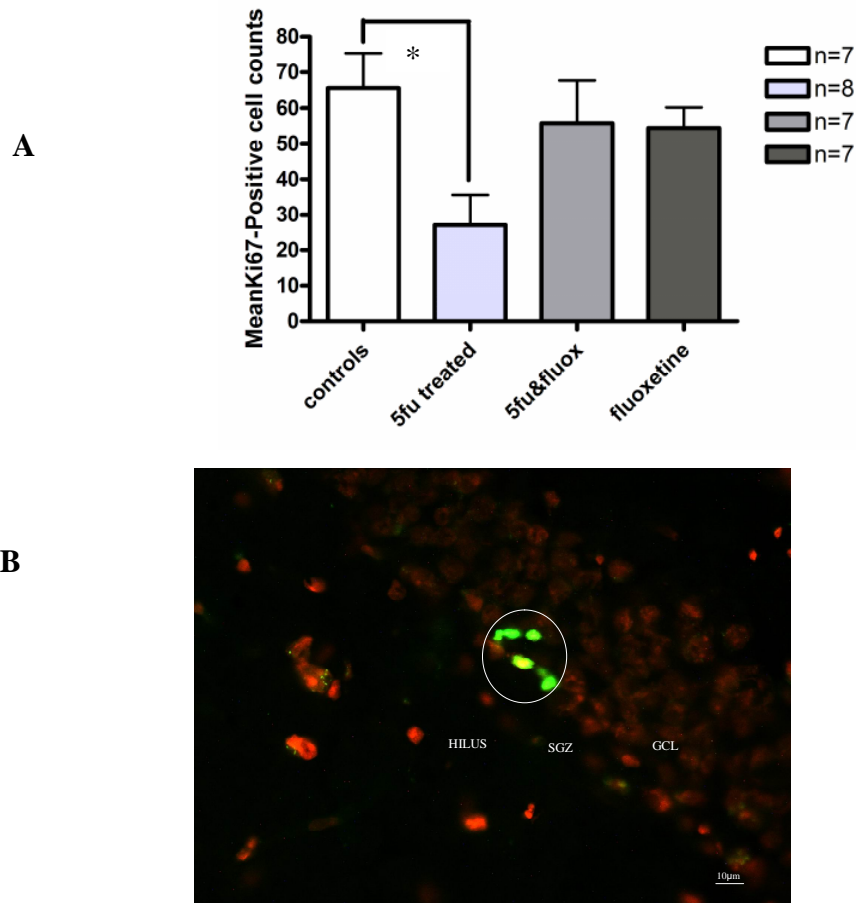 A
MeanKi67-Positive cell counts
80
70
60
50
40
30
20
10
0
*
controls
5fu treated
5fu&fluox
fluoxetine
n=7
n=8
n=7
n=7
B
HILUS
SGZ
GCL
10µm